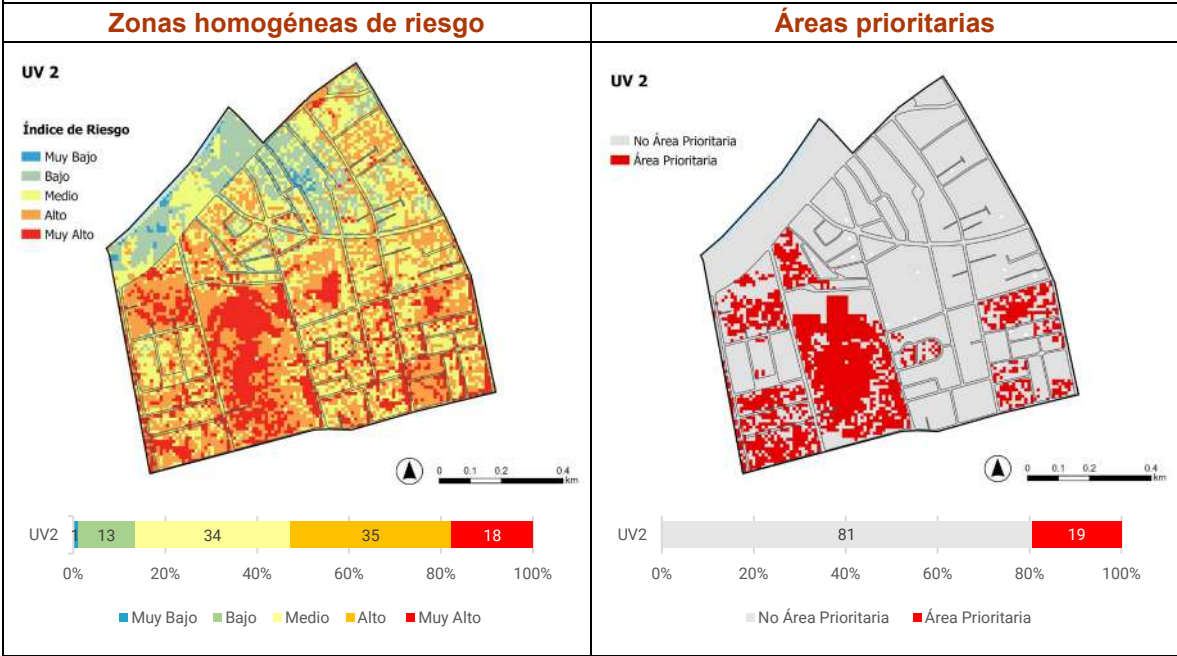 Zonas homogéneas de riesgo
UV 2
Índice de Riesgo
Muy Bajo
Bajo
Medio
Alto
Muy Alto
0 0.1 0.2 0.4
km
UV2 1 13 34 35 18
0% 20% 40% 60% 80% 100%
Muy Bajo Bajo Medio Alto Muy Alto
Áreas prioritarias
UV 2
No Área Prioritaria
Área Prioritaria
0 0.1 0.2 0.4
km
UV2 81 19
0% 20% 40% 60% 80% 100%
No Área Prioritaria Área Prioritaria